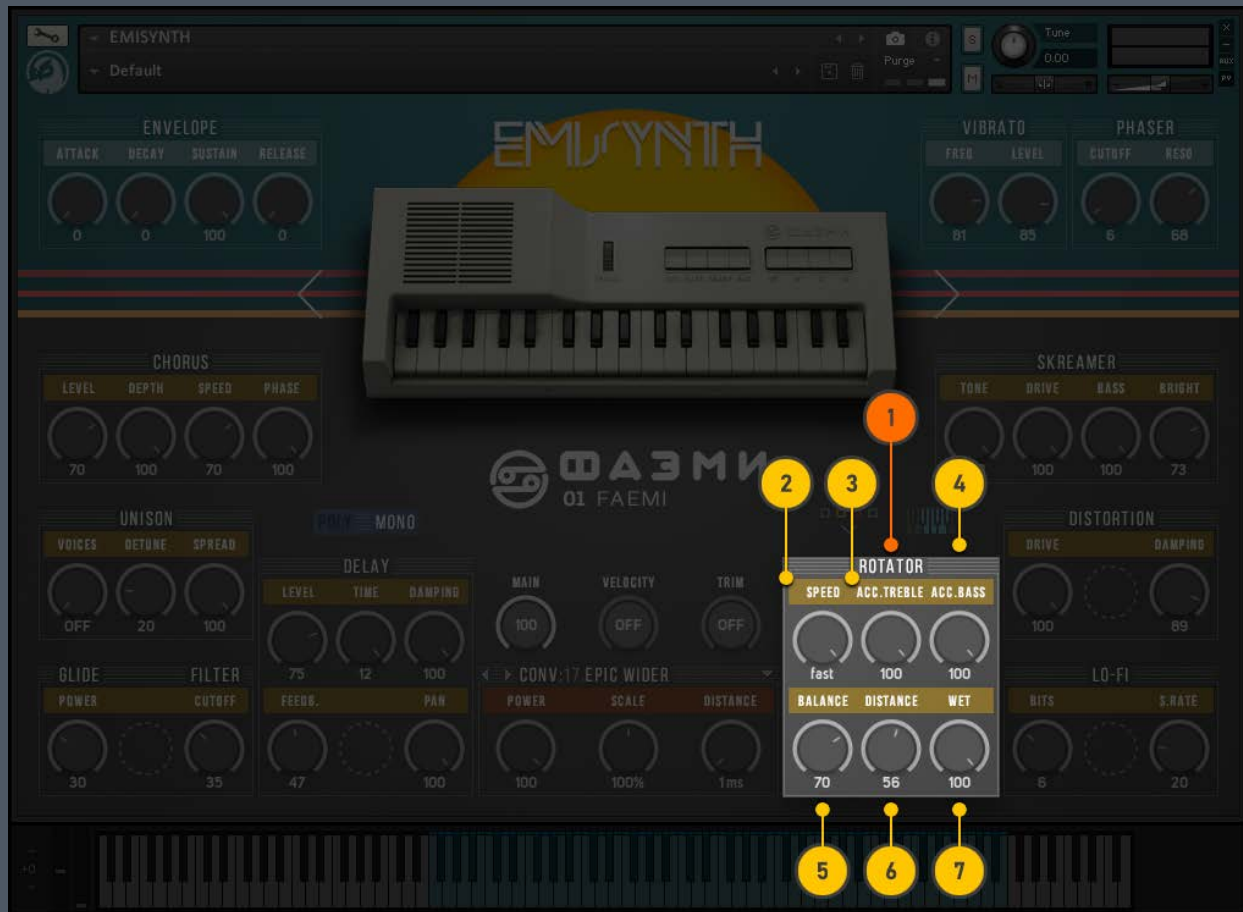 EMISYNTH
Default
Purge
S
M
Tune
0.00
AUX
PV
EMISYNTH
ENVELOPE
ATTACK DECAY SUSTAIN RELEASE
0 0 100 0
VIBRATO
FREQ LEVEL
81 85
PHASER
CUTOFF RESO
6 68
ФАЭМИ
CHORUS
LEVEL DEPTH SPEED PHASE
70 100 70 100
SKREAMER
TONE DRIVE BASS BRIGHT
100 100 73
1
ФАЭМИ
01 FAEMI
2 3 4
UNISON
VOICES DETUNE SPREAD
OFF 20 100
POLY MONO
DELAY
LEVEL TIME DAMPING
75 12 100
FEEDB. PAN
47 100
MAIN VELOCITY TRIM
100 OFF OFF
ROTATOR
SPEED ACC.TREBLE ACC.BASS
fast 100 100
BALANCE DISTANCE WET
70 56 100
DISTORTION
DRIVE DAMPING
100 89
GLIDE FILTER
POWER CUTOFF
30 35
CONV:17 EPIC WIDER
POWER SCALE DISTANCE
100 100% 1ms
LO-FI
BITS S.RATE
6 20
5 6 7
+0